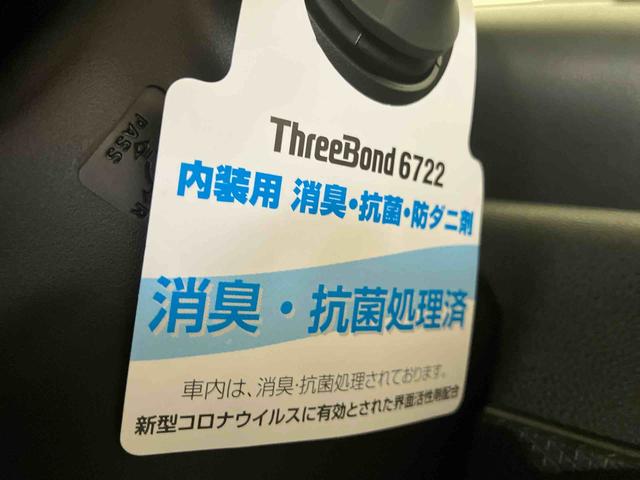 ThreeBond 6722
内装用 消臭・抗菌・防ダニ剤
消臭・抗菌処理済
車内は、消臭・抗菌処理されております。
新型コロナウイルスに有効とされた界面活性剤配合
PASS